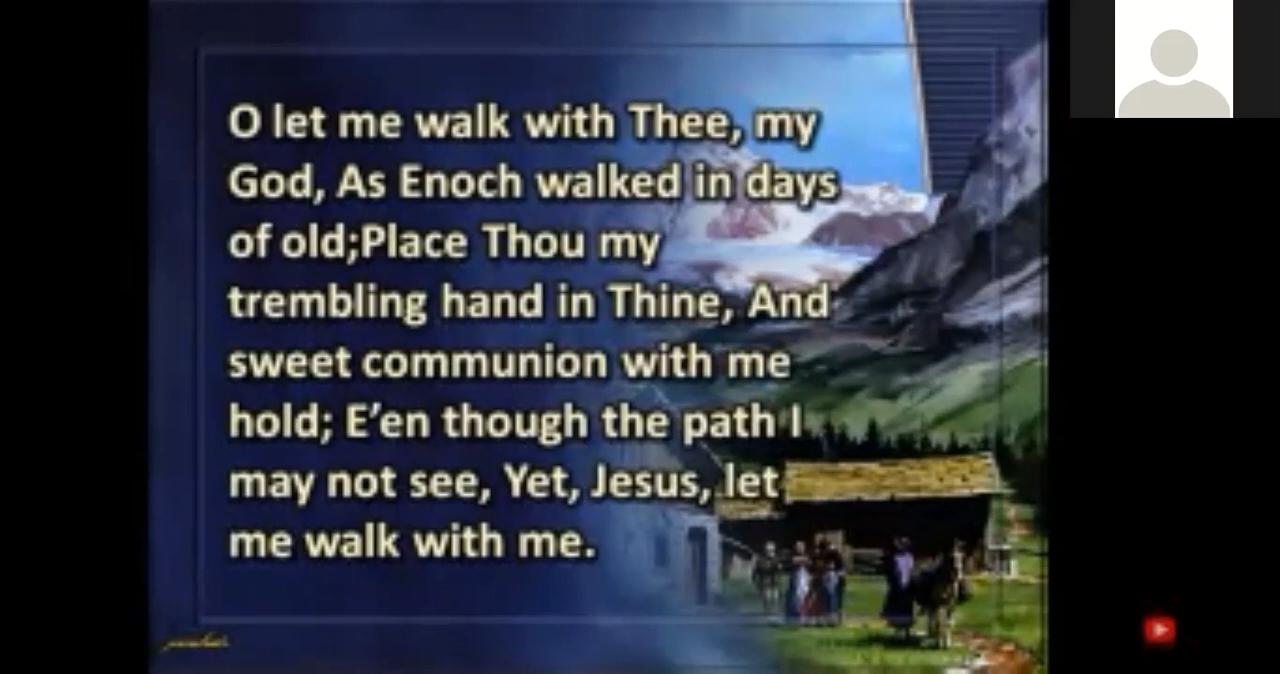 O let me walk with Thee, my
God, As Enoch walked in days
of old;Place Thou my
trembling hand in Thine, And
sweet communion with me
hold; E’en though the path I
may not see, Yet, Jesus, let
me walk with me.